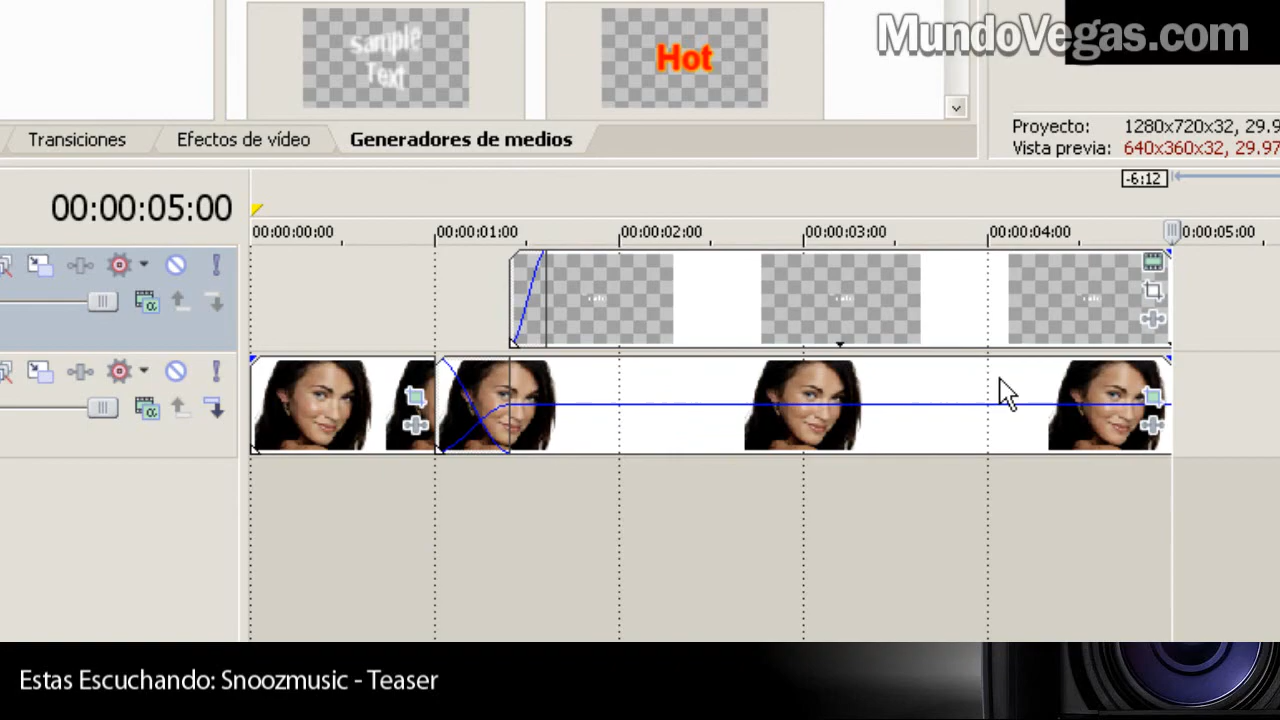 MundoVegas.com
Sample
Text
Hot
Transiciones
Efectos de vídeo
Generadores de medios
Proyecto: 1280x720x32, 29.9
Vista previa: 640x360x32, 29.97
-6:12
00:00:05:00
00:00:00:00
00:00:01:00
00:00:02:00
00:00:03:00
00:00:04:00
00:00:05:00
Estas Escuchando: Snoozmusic - Teaser